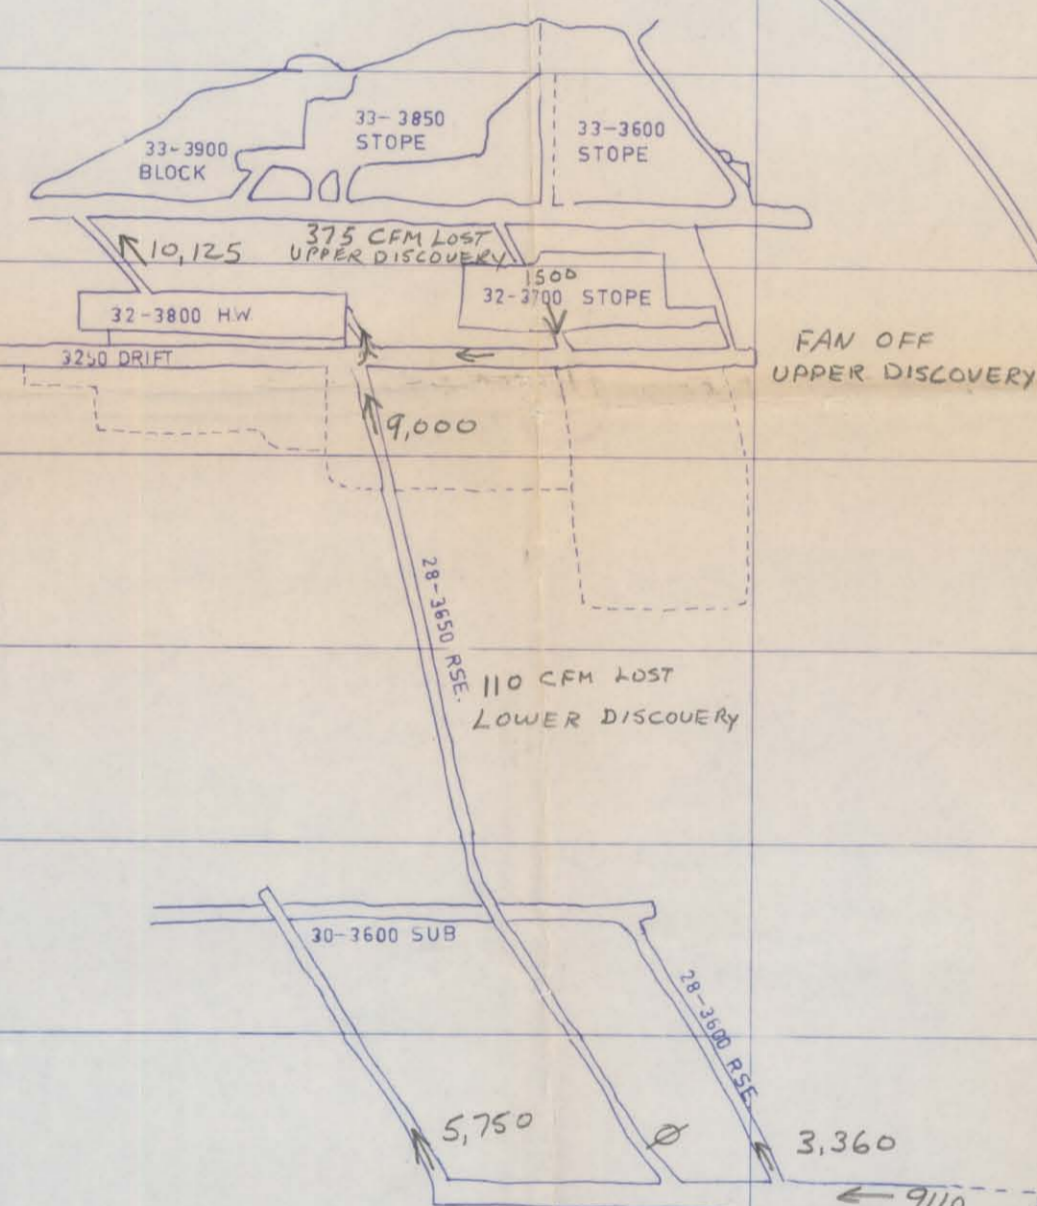 33-3850
STOPE
33-3600
STOPE
33-3900
BLOCK
10,125
375 CFM LOST
UPPER DISCOVERY
1500
32-3700 STOPE
32-3800 H.W.
3250 DRIFT
FAN OFF
UPPER DISCOVERY
9,000
28-3650 RSE.
110 CFM LOST
LOWER DISCOVERY
30-3600 SUB
28-3600 RSE.
5,750
Ø
3,360
9110